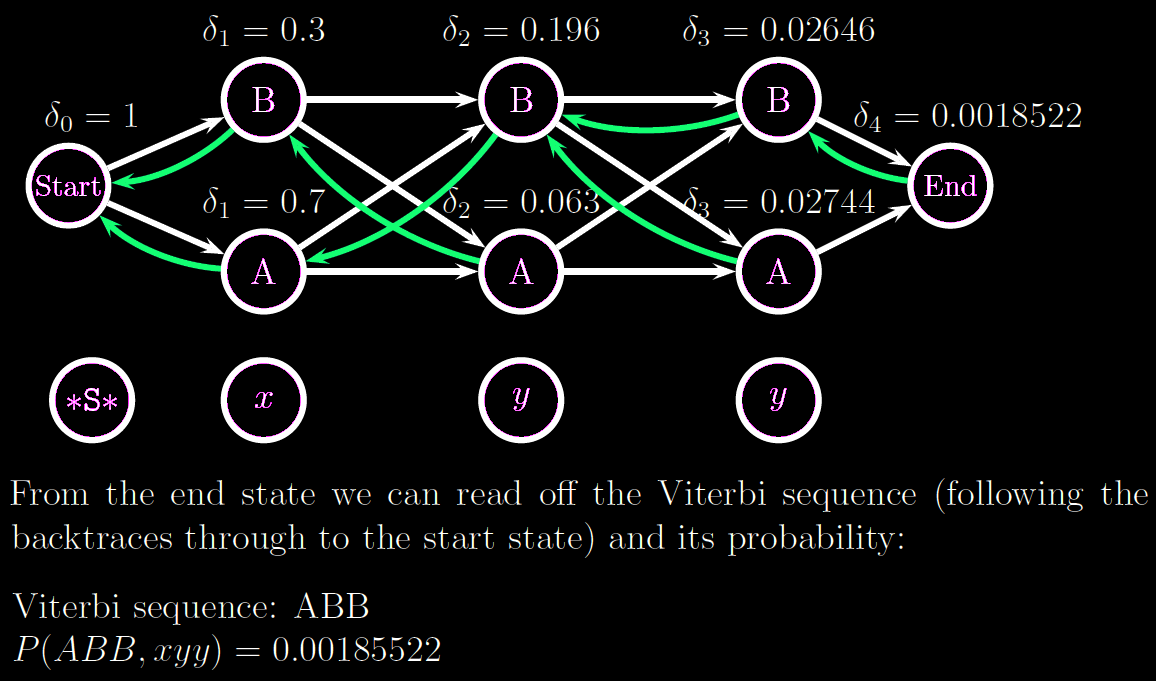 δ₁ = 0.3 δ₂ = 0.196 δ₃ = 0.02646
B B B
δ₀ = 1 δ₄ = 0.0018522
Start End
δ₁ = 0.7 δ₂ = 0.063 δ₃ = 0.02744
A A A
*S* x y y
From the end state we can read off the Viterbi sequence (following the
backtraces through to the start state) and its probability:
Viterbi sequence: ABB
P(ABB, xyy) = 0.00185522